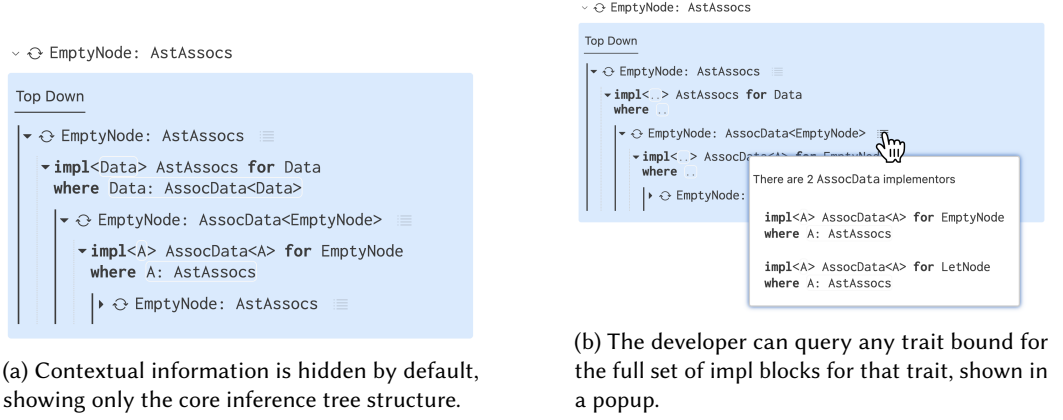 EmptyNode: AstAssocs
Top Down
EmptyNode: AstAssocs
impl<Data> AstAssocs for Data
where Data: AssocData<Data>
EmptyNode: AssocData<EmptyNode>
impl<A> AssocData<A> for EmptyNode
where A: AstAssocs
EmptyNode: AstAssocs
(a) Contextual information is hidden by default,
showing only the core inference tree structure.
EmptyNode: AstAssocs
Top Down
EmptyNode: AstAssocs
impl<..> AstAssocs for Data
where ..
EmptyNode: AssocData<EmptyNode>
impl<..> AssocData<A> for EmptyNode
where ..
EmptyNode:
There are 2 AssocData implementors
impl<A> AssocData<A> for EmptyNode
where A: AstAssocs
impl<A> AssocData<A> for LetNode
where A: AstAssocs
(b) The developer can query any trait bound for
the full set of impl blocks for that trait, shown in
a popup.